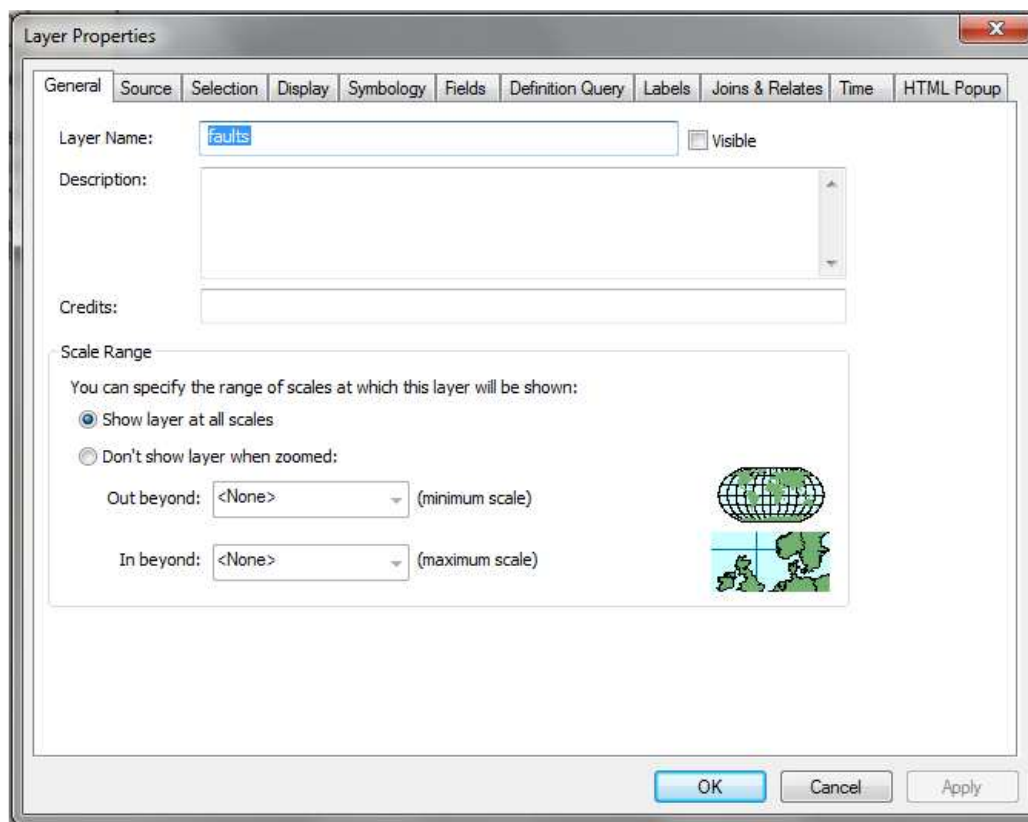 Layer Properties
General Source Selection Display Symbology Fields Definition Query Labels Joins & Relates Time HTML Popup
Layer Name: faults Visible
Description:
Credits:
Scale Range
You can specify the range of scales at which this layer will be shown:
Show layer at all scales
Don't show layer when zoomed:
Out beyond: <None> (minimum scale)
In beyond: <None> (maximum scale)
OK Cancel Apply